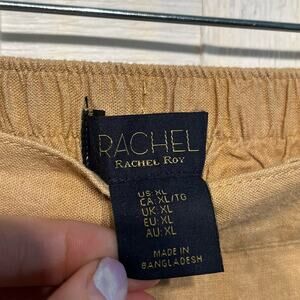 RACHEL
RACHEL ROY
US: XL
CA: XL/TG
UK: XL
EU: XL
AU: XL
MADE IN
BANGLADESH